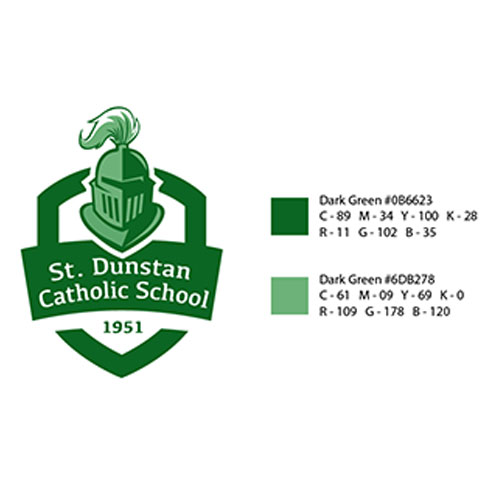 St. Dunstan
Catholic School
1951
Dark Green #0B6623
C - 89 M - 34 Y - 100 K - 28
R - 11 G - 102 B - 35
Dark Green #6DB278
C - 61 M - 09 Y - 69 K - 0
R - 109 G - 178 B - 120